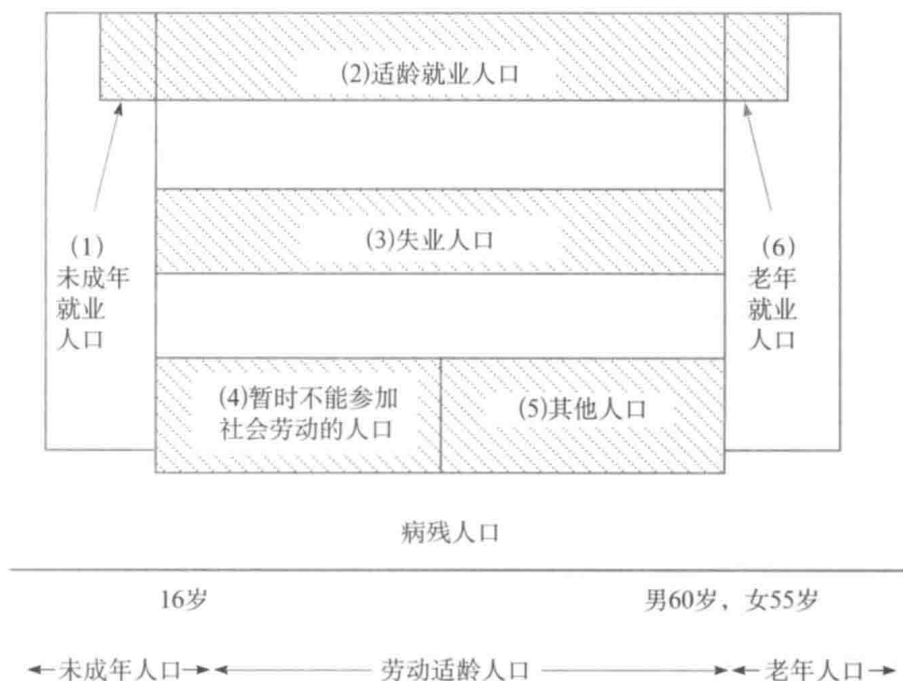 (2)适龄就业人口
(3)失业人口
(1)
未成年
就业
人口
(6)
老年
就业
人口
(4)暂时不能参加
社会劳动的人口
(5)其他人口
病残人口
16岁
男60岁，女55岁
未成年人口
劳动适龄人口
老年人口